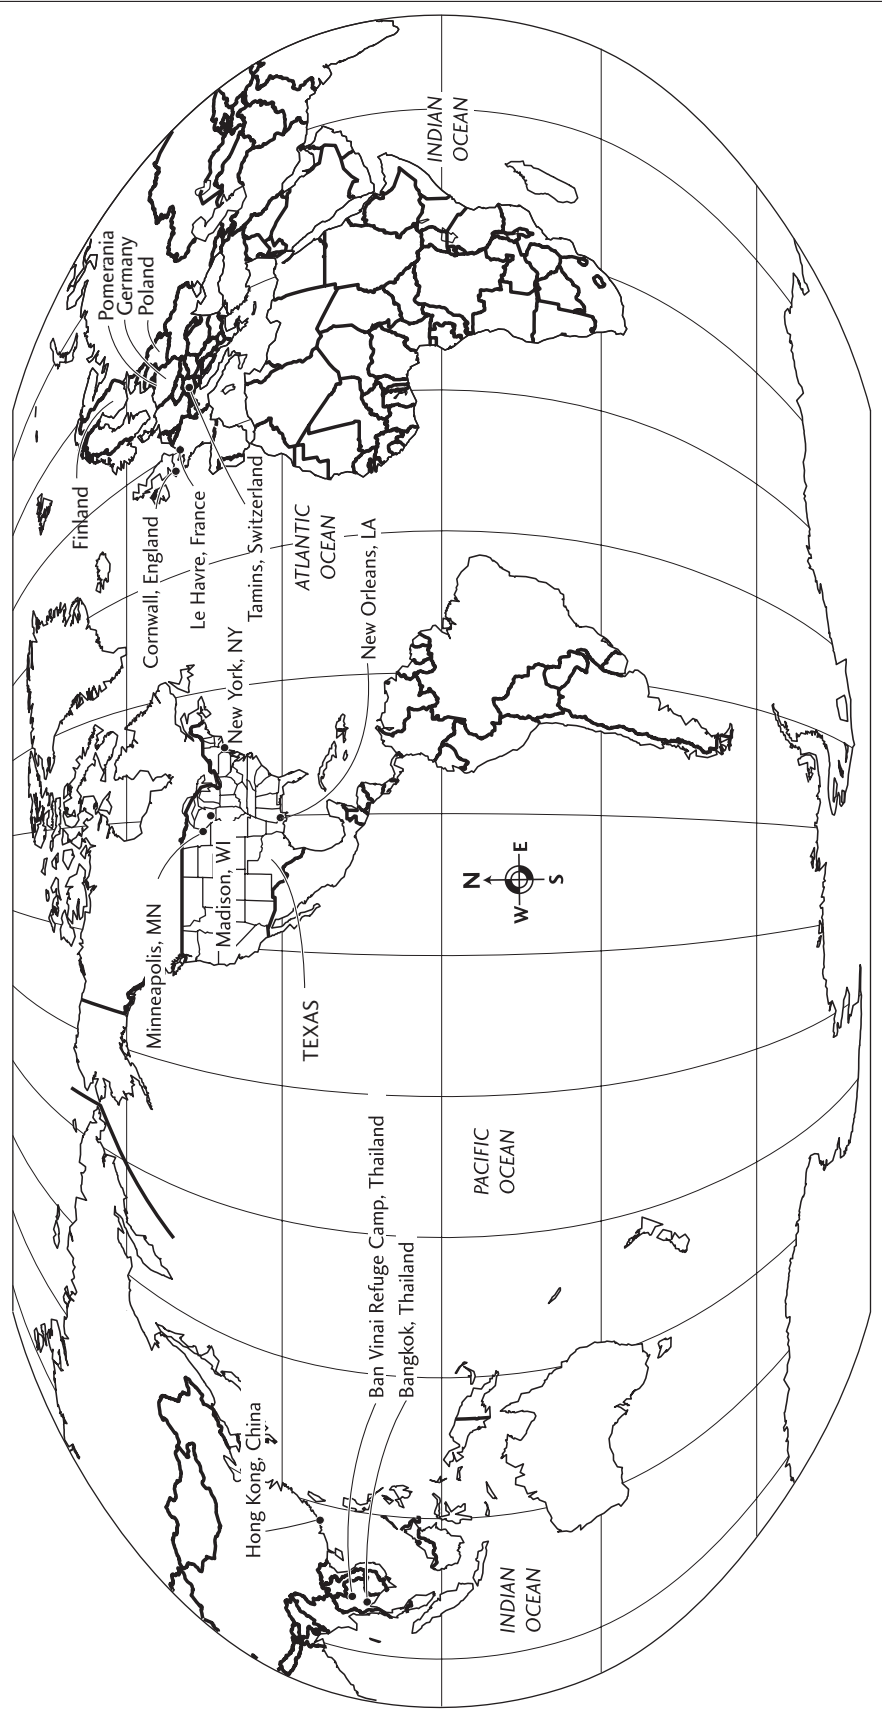 Pomerania
Germany
Poland
Finland
Cornwall, England
Le Havre, France
Tamins, Switzerland
ATLANTIC
OCEAN
New Orleans, LA
New York, NY
Madison, WI
Minneapolis, MN
TEXAS
INDIAN
OCEAN
N
W
E
S
PACIFIC
OCEAN
Ban Vinai Refuge Camp, Thailand
Bangkok, Thailand
Hong Kong, China
INDIAN
OCEAN